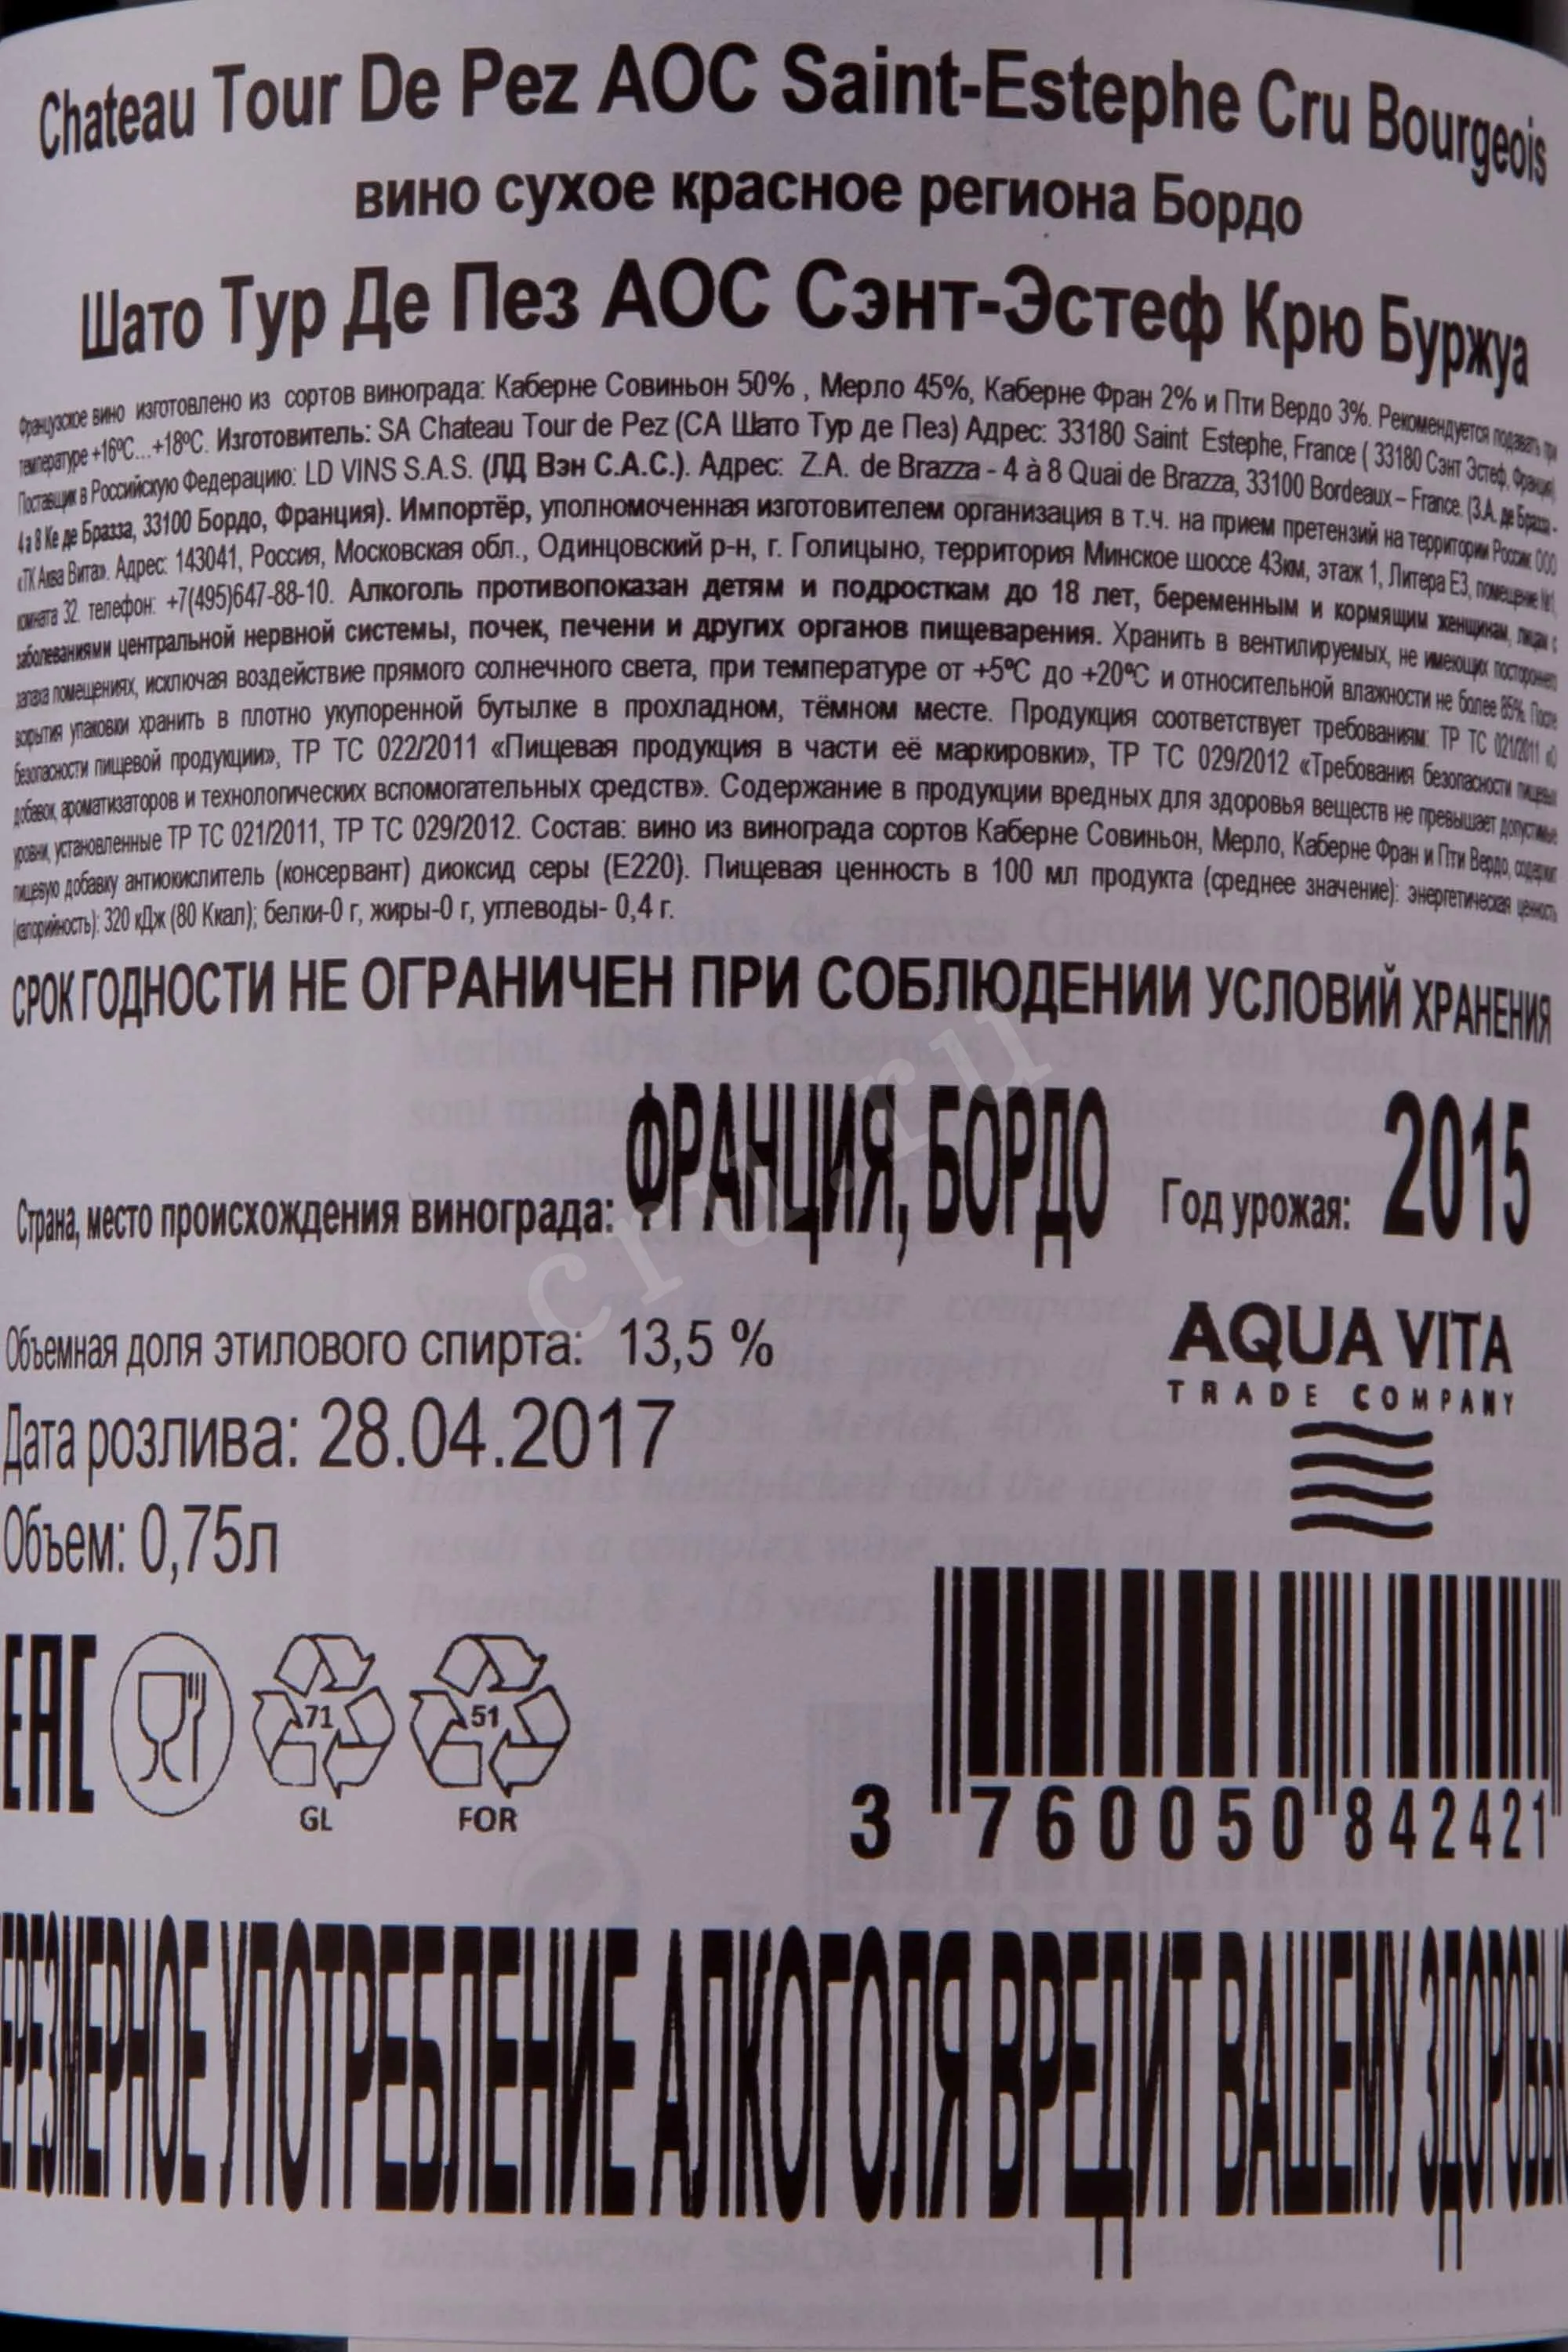 Chateau Tour De Pez AOC Saint-Estephe Cru Bourgeois
вино сухое красное региона Бордо
Шато Тур Де Пез АОС Сэнт-Эстеф Крю Буржуа
Французское вино изготовлено из сортов винограда: Каберне Совиньон 50% , Мерло 45%, Каберне Фран 2% и Пти Вердо 3%. Рекомендуется подавать при
температуре +16ºС...+18ºС. Изготовитель: SA Chateau Tour de Pez (СА Шато Тур де Пез) Адрес: 33180 Saint Estephe, France ( 33180 Сэнт Эстеф, Франция).
Поставщик в Российскую Федерацию: LD VINS S.A.S. (ЛД Вэн С.А.С.). Адрес: Z.A. de Brazza - 4 à 8 Quai de Brazza, 33100 Bordeaux – France. (З.А. де Бразза -
4 а 8 Ке де Бразза, 33100 Бордо, Франция). Импортёр, уполномоченная изготовителем организация в т.ч. на прием претензий на территории России: ООО
«ТК Аква Вита». Адрес: 143041, Россия, Московская обл., Одинцовский р-н, г. Голицыно, территория Минское шоссе 43км, этаж 1, Литера Е3, помещение №1,
комната 32. телефон: +7(495)647-88-10. Алкоголь противопоказан детям и подросткам до 18 лет, беременным и кормящим женщинам, лицам с
заболеваниями центральной нервной системы, почек, печени и других органов пищеварения. Хранить в вентилируемых, не имеющих постороннего
запаха помещениях, исключая воздействие прямого солнечного света, при температуре от +5ºС до +20ºС и относительной влажности не более 85%. После
вскрытия упаковки хранить в плотно укупоренной бутылке в прохладном, тёмном месте. Продукция соответствует требованиям: ТР ТС 021/2011 «О
безопасности пищевой продукции», ТР ТС 022/2011 «Пищевая продукция в части её маркировки», ТР ТС 029/2012 «Требования безопасности пищевых
добавок, ароматизаторов и технологических вспомогательных средств». Содержание в продукции вредных для здоровья веществ не превышает допустимые
уровни, установленные ТР ТС 021/2011, ТР ТС 029/2012. Состав: вино из винограда сортов Каберне Совиньон, Мерло, Каберне Фран и Пти Вердо, содержит
пищевую добавку антиокислитель (консервант) диоксид серы (Е220). Пищевая ценность в 100 мл продукта (среднее значение): энергетическая ценность
(калорийность): 320 кДж (80 Ккал); белки-0 г, жиры-0 г, углеводы- 0,4 г.
СРОК ГОДНОСТИ НЕ ОГРАНИЧЕН ПРИ СОБЛЮДЕНИИ УСЛОВИЙ ХРАНЕНИЯ
Страна, место происхождения винограда: ФРАНЦИЯ, БОРДО Год урожая: 2015
cru.ru
Объемная доля этилового спирта: 13,5 %
AQUA VITA
TRADE COMPANY
Дата розлива: 28.04.2017
Объем: 0,75л
EAC
71
GL
51
FOR
3 760050 842421
ЕРЕЗМЕРНОЕ УПОТРЕБЛЕНИЕ АЛКОГОЛЯ ВРЕДИТ ВАШЕМУ ЗДОРОВЬЮ